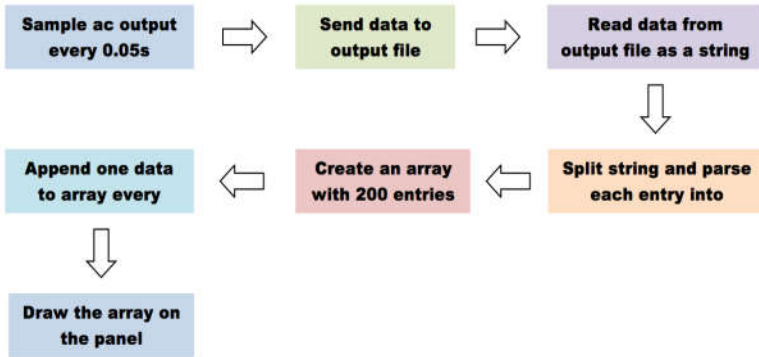 Sample ac output
every 0.05s
Send data to
output file
Read data from
output file as a string
Split string and parse
each entry into
Create an array
with 200 entries
Append one data
to array every
Draw the array on
the panel